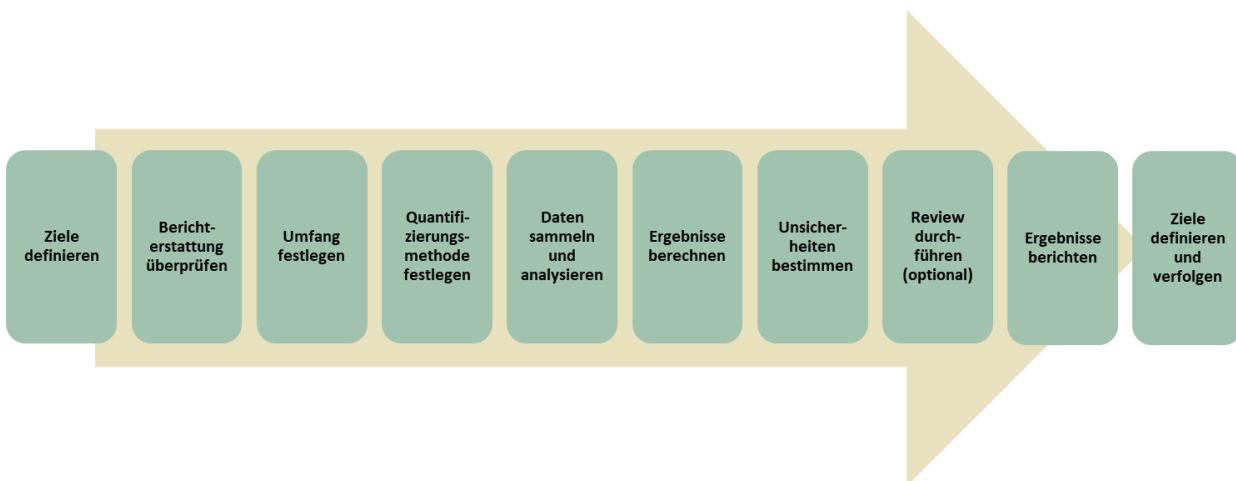 Ziele
definieren
Bericht-
erstattung
überprüfen
Umfang
festlegen
Quantifi-
zierungs-
methode
festlegen
Daten
sammeln
und
analysieren
Ergebnisse
berechnen
Unsicher-
heiten
bestimmen
Review
durch-
führen
(optional)
Ergebnisse
berichten
Ziele
definieren
und
verfolgen